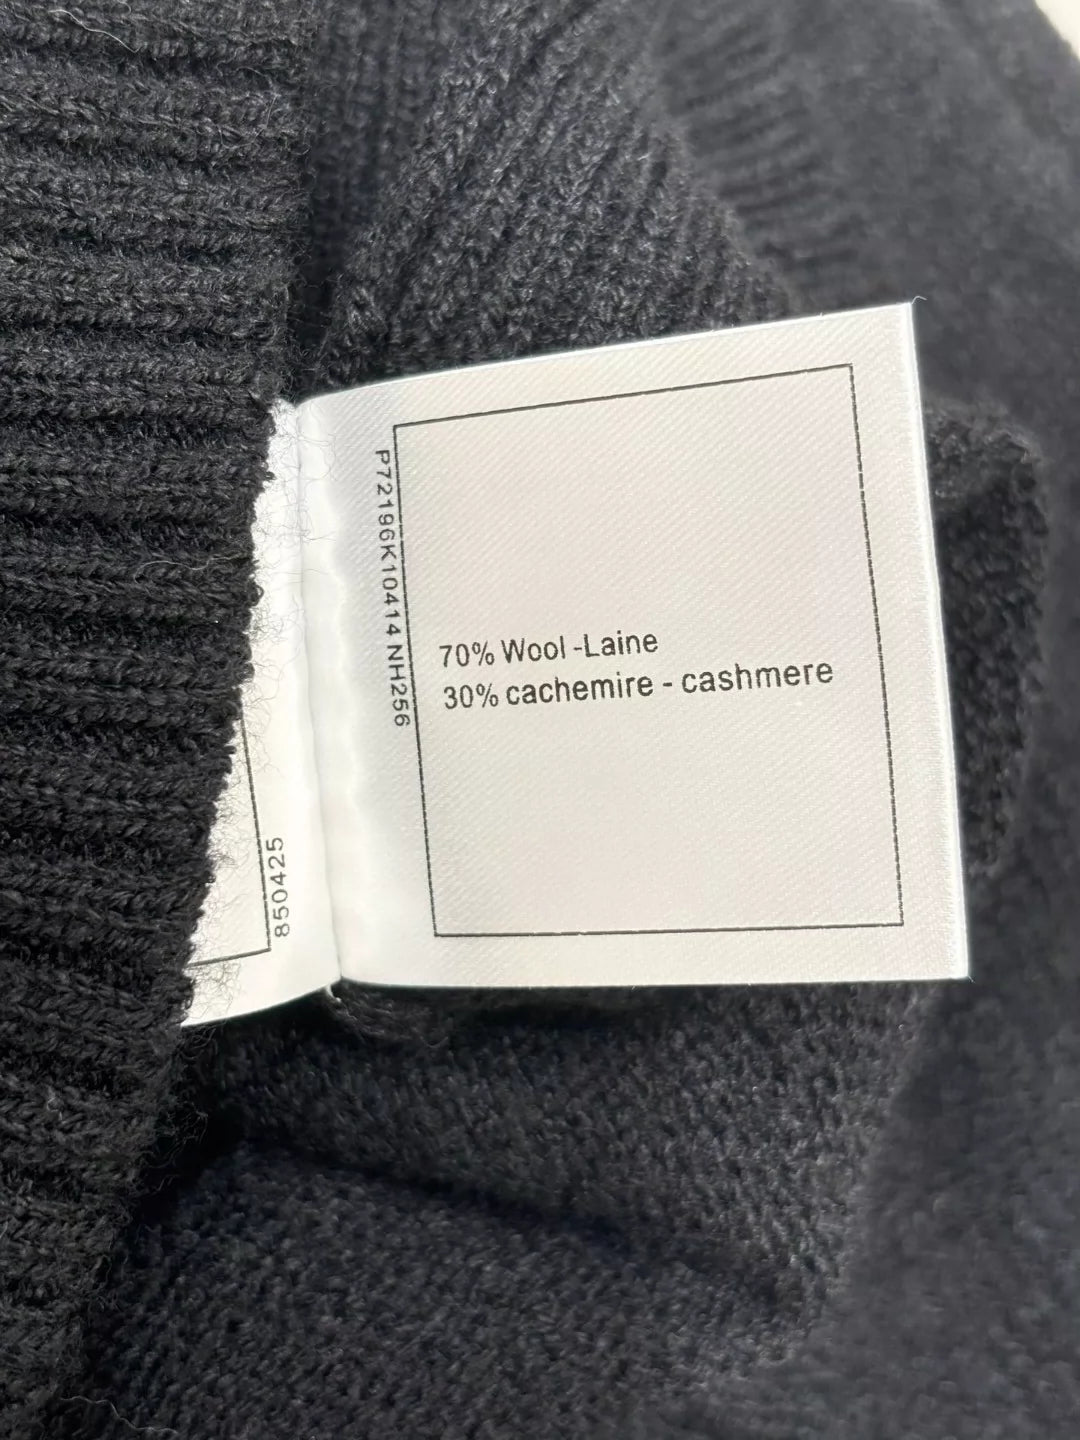 P72196K10414 NH256
70% Wool -Laine
30% cachemire - cashmere
850425